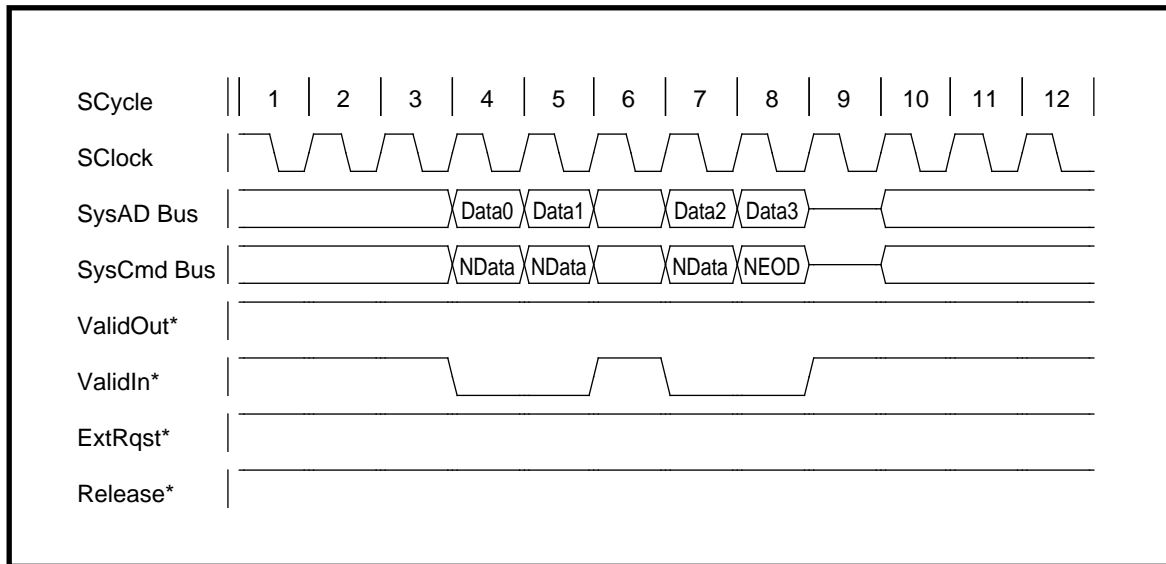 SCycle 1 2 3 4 5 6 7 8 9 10 11 12
SClock
SysAD Bus Data0 Data1 Data2 Data3
SysCmd Bus NData NData NData NEOD
ValidOut*
ValidIn*
ExtRqst*
Release*